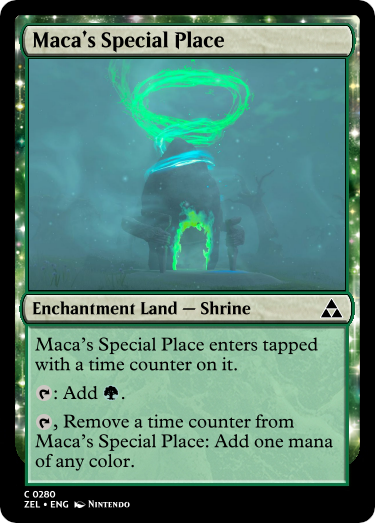 Maca's Special Place
Enchantment Land — Shrine
Maca's Special Place enters tapped
with a time counter on it.
: Add .
, Remove a time counter from
Maca's Special Place: Add one mana
of any color.
C 0280
ZEL • ENG Nintendo